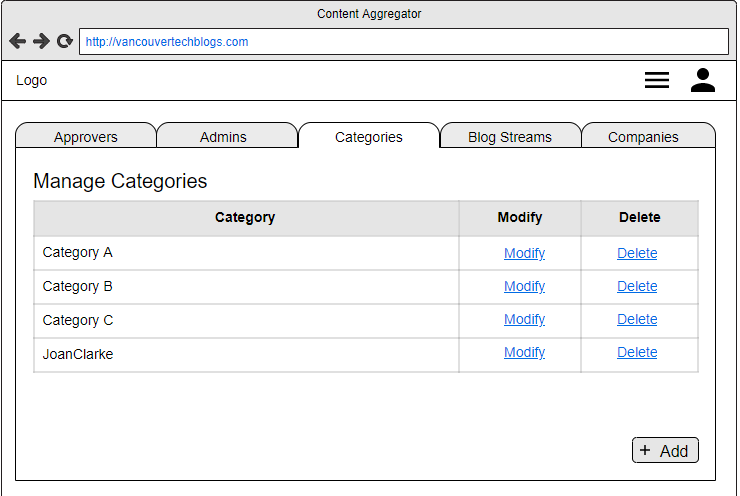 Content Aggregator
http://vancouvertechblogs.com
Logo
Approvers Admins Categories Blog Streams Companies
Manage Categories
Category Modify Delete
Category A Modify Delete
Category B Modify Delete
Category C Modify Delete
JoanClarke Modify Delete
+ Add